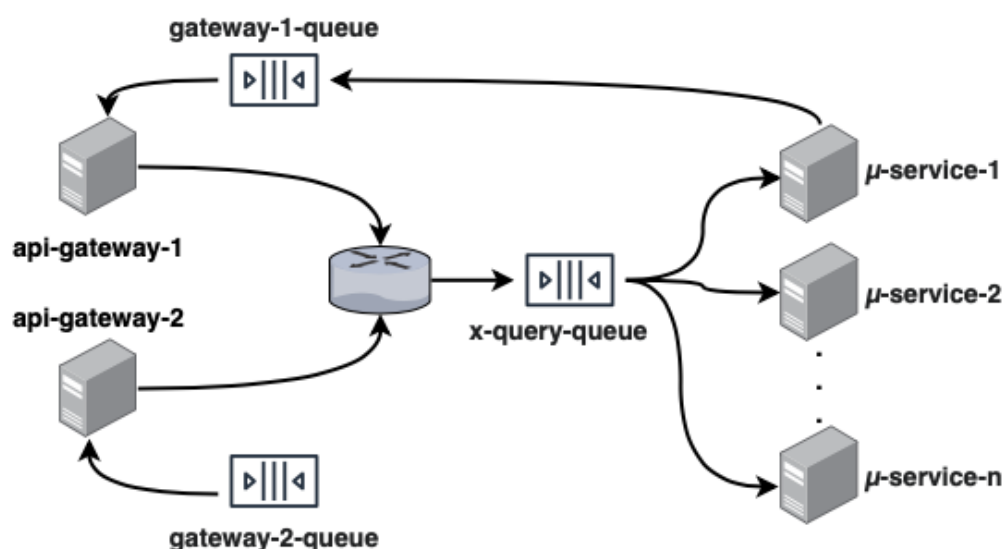 gateway-1-queue
µ-service-1
api-gateway-1
µ-service-2
api-gateway-2
x-query-queue
µ-service-n
gateway-2-queue